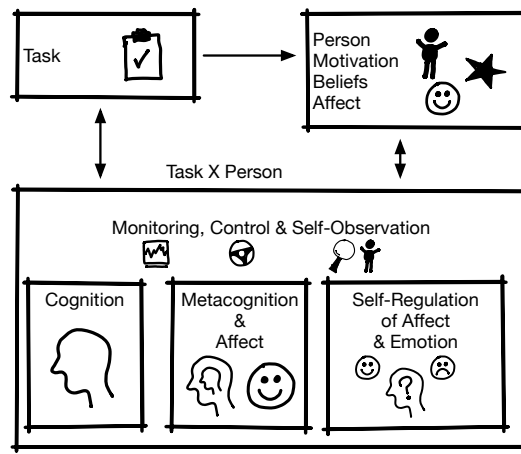 Task
Person
Motivation
Beliefs
Affect
Task X Person
Monitoring, Control & Self-Observation
Cognition
Metacognition
&
Affect
Self-Regulation
of Affect
& Emotion
?